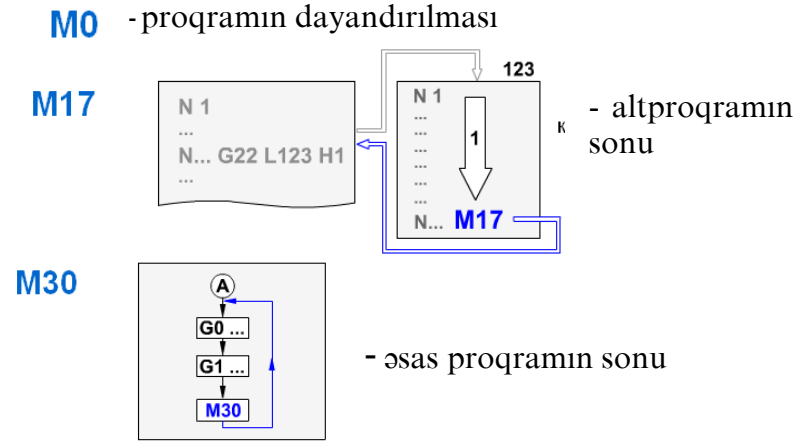 M0 - proqramın dayandırılması
123
M17
N 1
...
N... G22 L123 H1
...
N 1
...
...
...
...
...
...
N... M17
1
к
- altproqramın
sonu
M30
A
G0 ...
G1 ...
M30
- əsas proqramın sonu